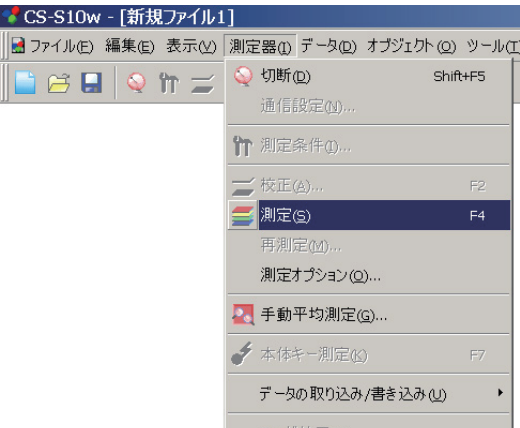 CS-S10w - [新規ファイル1]
ファイル(E) 編集(E) 表示(V) 測定器(I) データ(D) オブジェクト(O) ツール(T
切断(D) Shift+F5
通信設定(N)...
測定条件(I)...
校正(A)... F2
測定(S) F4
再測定(M)...
測定オプション(O)...
手動平均測定(G)...
本体キー測定(K) F7
データの取り込み/書き込み(U)